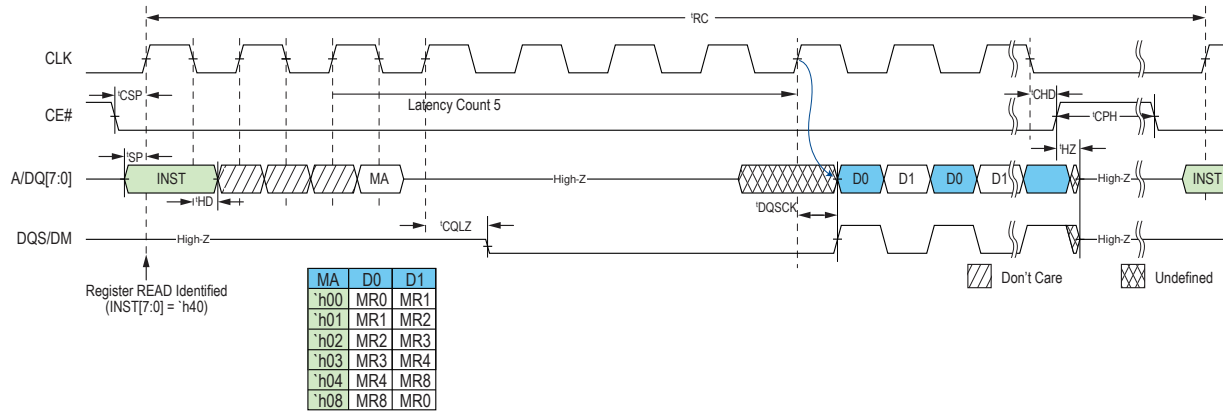 tRC
CLK
Latency Count 5
tCSP
CE#
tCHD
tCPH
tSP
A/DQ[7:0]
INST
MA
High-Z
D0
D1
D0
D1
tHZ
High-Z
INST
tHD
tDQSCK
tCQLZ
DQS/DM
High-Z
High-Z
Register READ Identified
(INST[7:0] = `h40)
Don't Care
Undefined
MA D0 D1
`h00 MR0 MR1
`h01 MR1 MR2
`h02 MR2 MR3
`h03 MR3 MR4
`h04 MR4 MR8
`h08 MR8 MR0